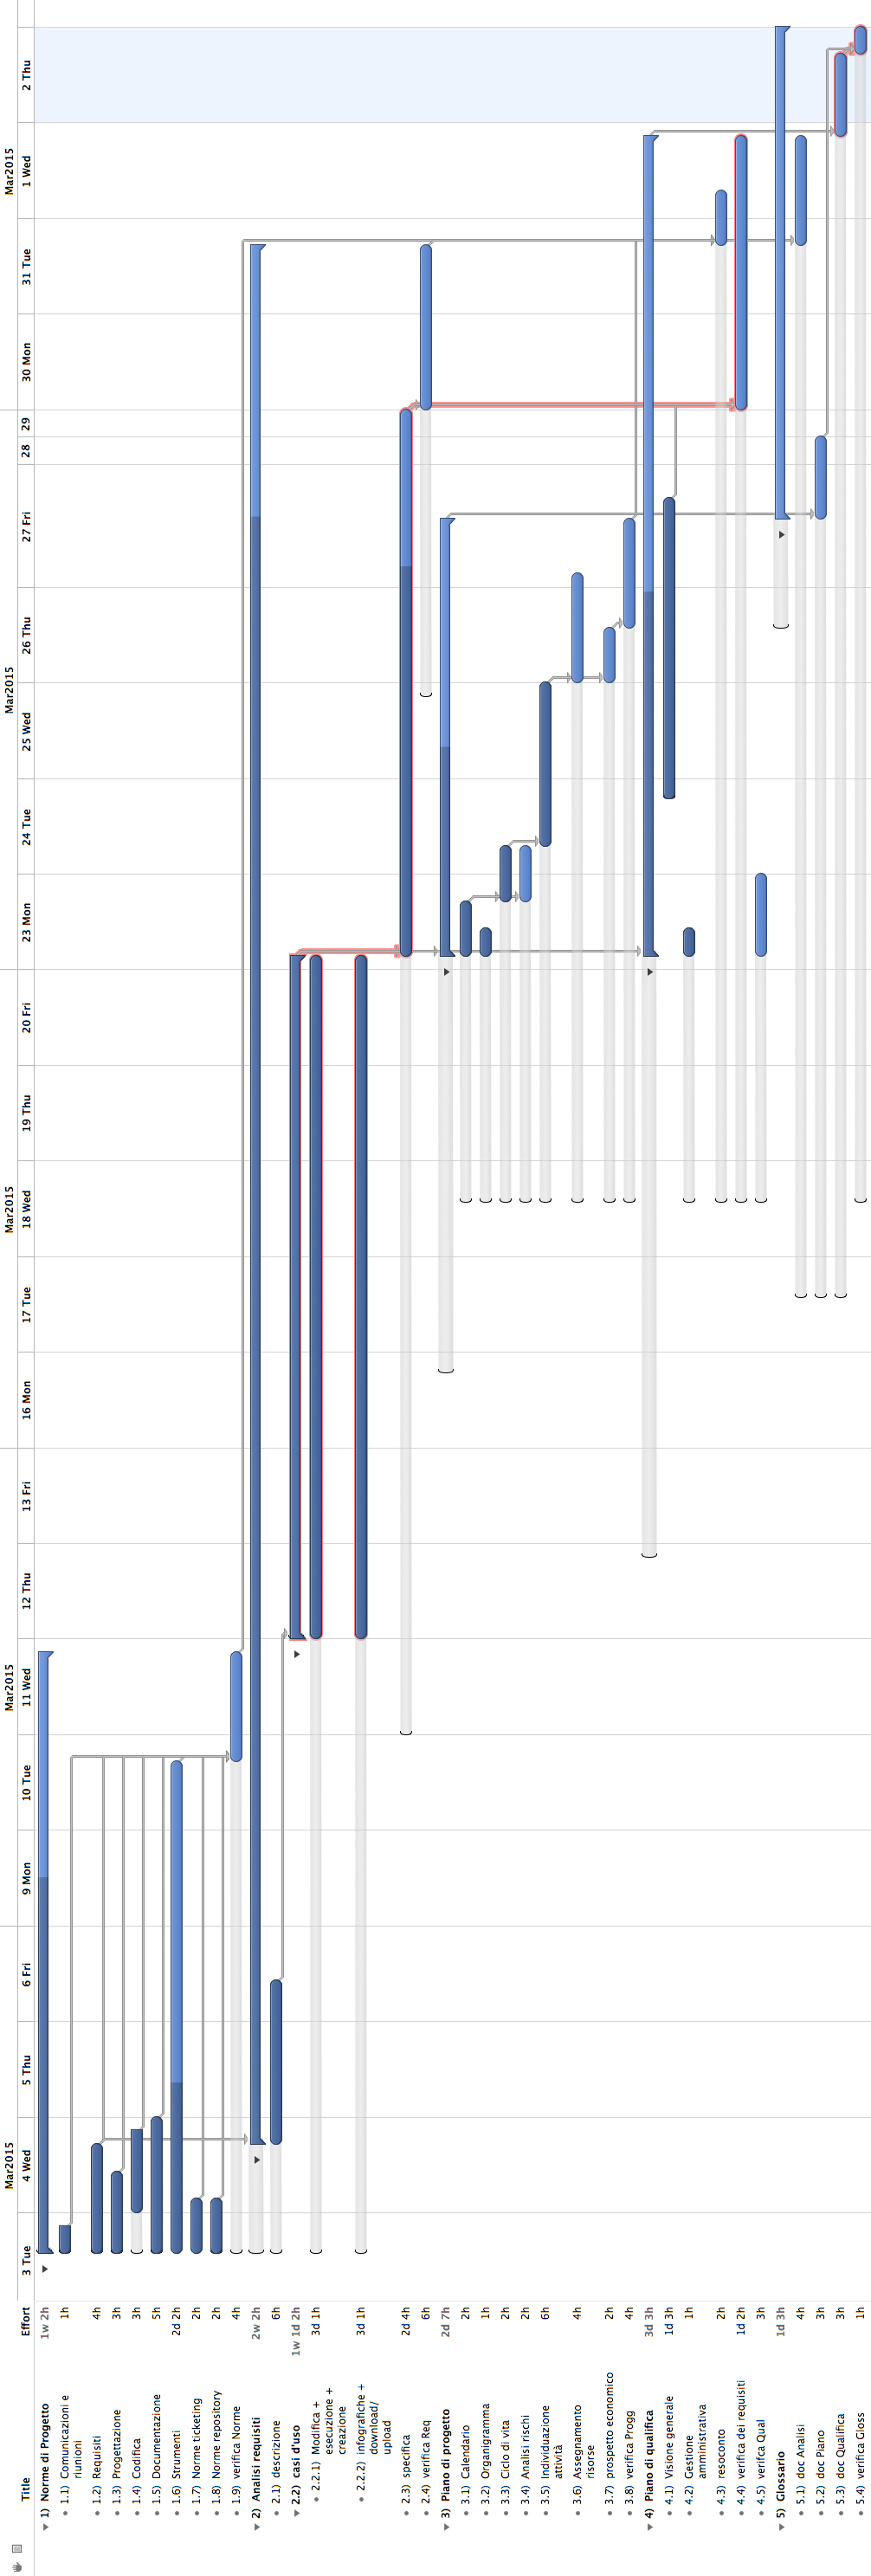 Title Effort
Mar2015 Mar2015 Mar2015 Mar2015 Mar2015
3 Tue 4 Wed 5 Thu 6 Fri 9 Mon 10 Tue 11 Wed 12 Thu 13 Fri 16 Mon 17 Tue 18 Wed 19 Thu 20 Fri 23 Mon 24 Tue 25 Wed 26 Thu 27 Fri 28 29 30 Mon 31 Tue 1 Wed 2 Thu
1) Norme di Progetto 1w 2h
1.1) Comunicazioni e 1h
riunioni
1.2) Requisiti 4h
1.3) Progettazione 3h
1.4) Codifica 3h
1.5) Documentazione 5h
1.6) Strumenti 2d 2h
1.7) Norme ticketing 2h
1.8) Norme repository 2h
1.9) verifica Norme 4h
2) Analisi requisiti 2w 2h
2.1) descrizione 6h
2.2) casi d'uso 1w 1d 2h
2.2.1) Modifica + 3d 1h
esecuzione +
creazione
2.2.2) infografiche + 3d 1h
download/
upload
2.3) specifica 2d 4h
2.4) verifica Req 6h
3) Piano di progetto 2d 7h
3.1) Calendario 2h
3.2) Organigramma 1h
3.3) Ciclo di vita 2h
3.4) Analisi rischi 2h
3.5) Individuazione 6h
attività
3.6) Assegnamento 4h
risorse
3.7) prospetto economico 2h
3.8) verifica Progg 4h
4) Piano di qualifica 3d 3h
4.1) Visione generale 1d 3h
4.2) Gestione 1h
amministrativa
4.3) resoconto 2h
4.4) verifica dei requisiti 1d 2h
4.5) verifca Qual 3h
5) Glossario 1d 3h
5.1) doc Analisi 4h
5.2) doc Piano 3h
5.3) doc Qualifica 3h
5.4) verifica Gloss 1h